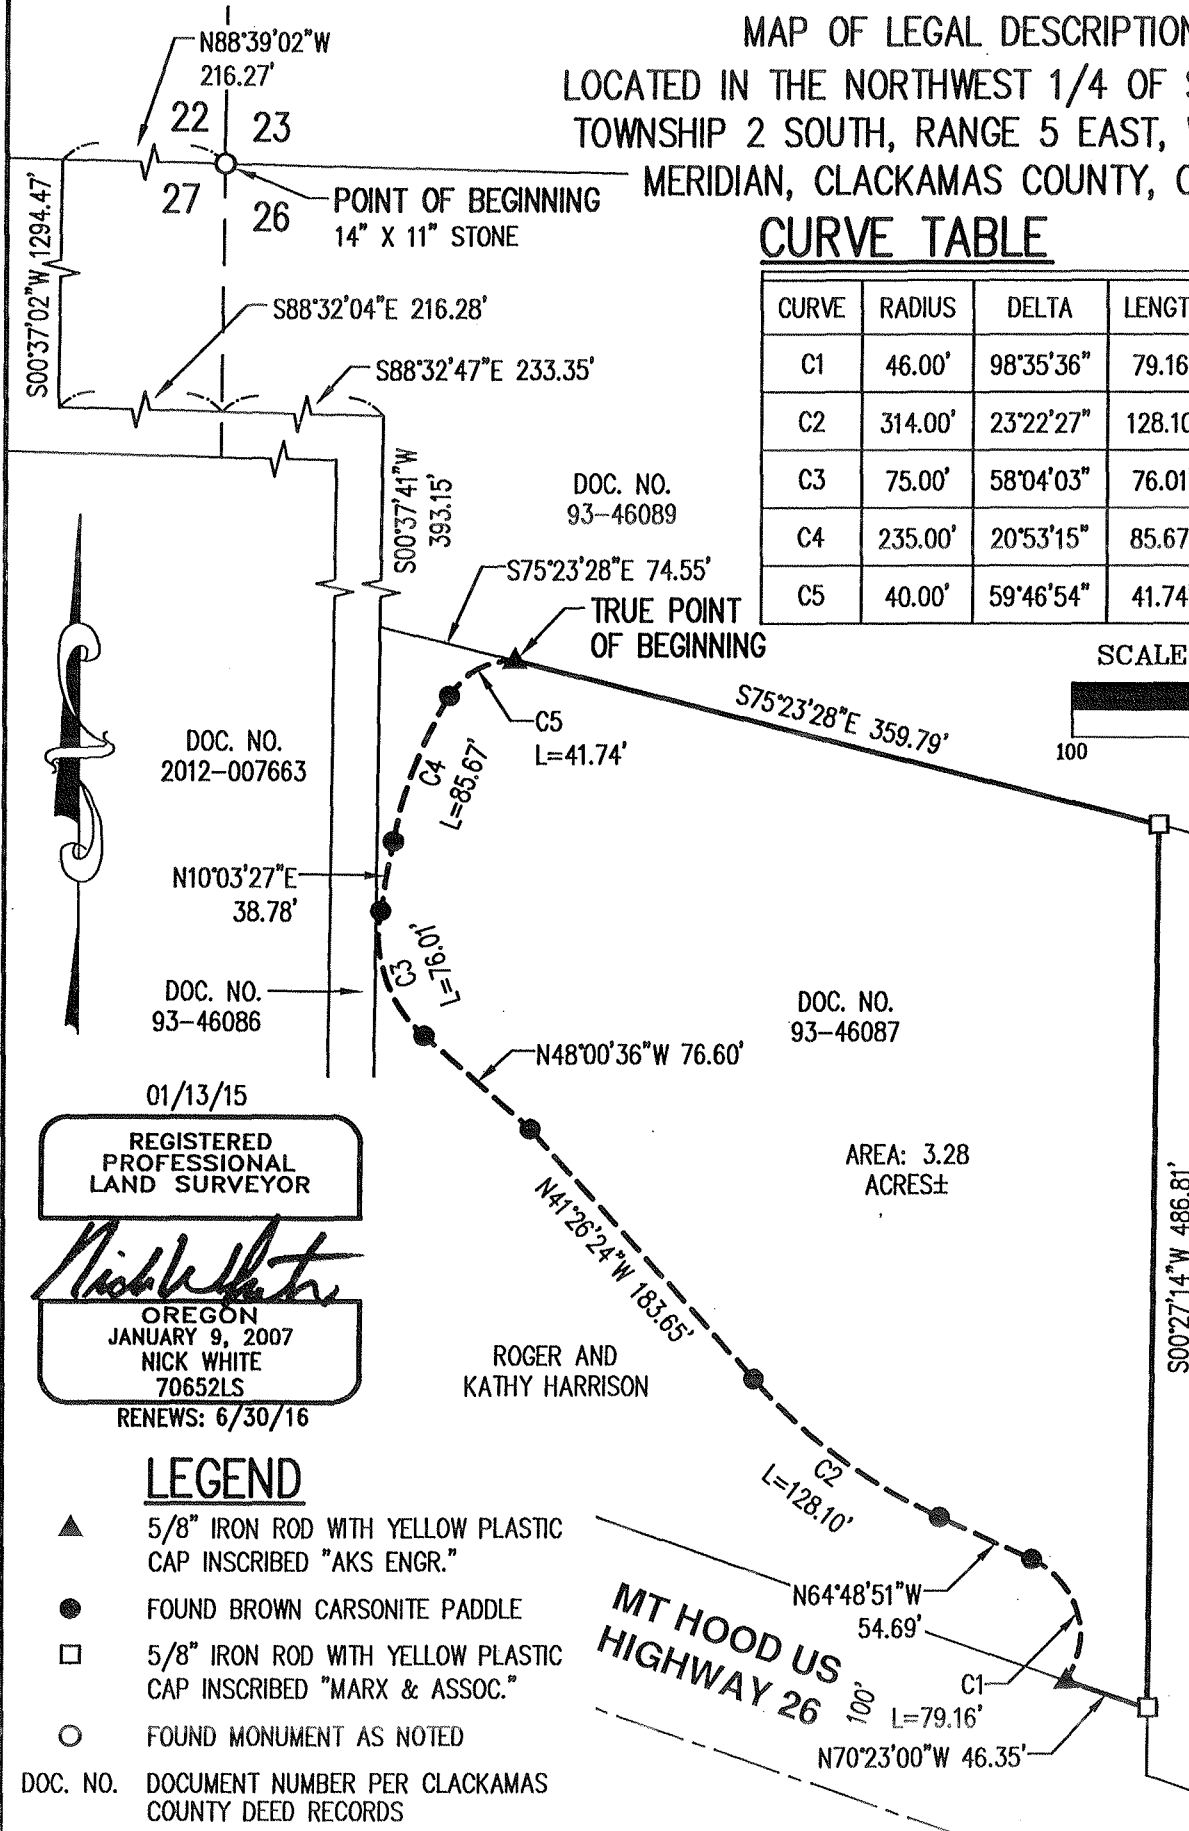 MAP OF LEGAL DESCRIPTION
LOCATED IN THE NORTHWEST 1/4 OF
TOWNSHIP 2 SOUTH, RANGE 5 EAST,
MERIDIAN, CLACKAMAS COUNTY,
N88°39'02"W
216.27'
22
23
27
26
POINT OF BEGINNING
14" X 11" STONE
S00°37'02"W 1294.47'
S88°32'04"E 216.28'
S88°32'47"E 233.35'
S00°37'41"W
393.15'
CURVE TABLE
CURVE RADIUS DELTA LENGT
C1 46.00' 98°35'36" 79.16
C2 314.00' 23°22'27" 128.10
C3 75.00' 58°04'03" 76.01
C4 235.00' 20°53'15" 85.67
C5 40.00' 59°46'54" 41.74
SCALE
100
DOC. NO.
93-46089
S75°23'28"E 74.55'
TRUE POINT
OF BEGINNING
S75°23'28"E 359.79'
C5
L=41.74'
C4
L=85.67'
DOC. NO.
2012-007663
N10°03'27"E
38.78'
C3
L=76.01'
DOC. NO.
93-46086
DOC. NO.
93-46087
N48°00'36"W 76.60'
N41°26'24"W 183.65'
AREA: 3.28
ACRES±
S00°27'14"W 486.81'
01/13/15
REGISTERED
PROFESSIONAL
LAND SURVEYOR
Nick White
OREGON
JANUARY 9, 2007
NICK WHITE
70652LS
RENEWS: 6/30/16
ROGER AND
KATHY HARRISON
C2
L=128.10'
N64°48'51"W
54.69'
C1
L=79.16'
N70°23'00"W 46.35'
MT HOOD US
HIGHWAY 26
100'
LEGEND
5/8" IRON ROD WITH YELLOW PLASTIC
CAP INSCRIBED "AKS ENGR."
FOUND BROWN CARSONITE PADDLE
5/8" IRON ROD WITH YELLOW PLASTIC
CAP INSCRIBED "MARX & ASSOC."
FOUND MONUMENT AS NOTED
DOC. NO. DOCUMENT NUMBER PER CLACKAMAS
COUNTY DEED RECORDS